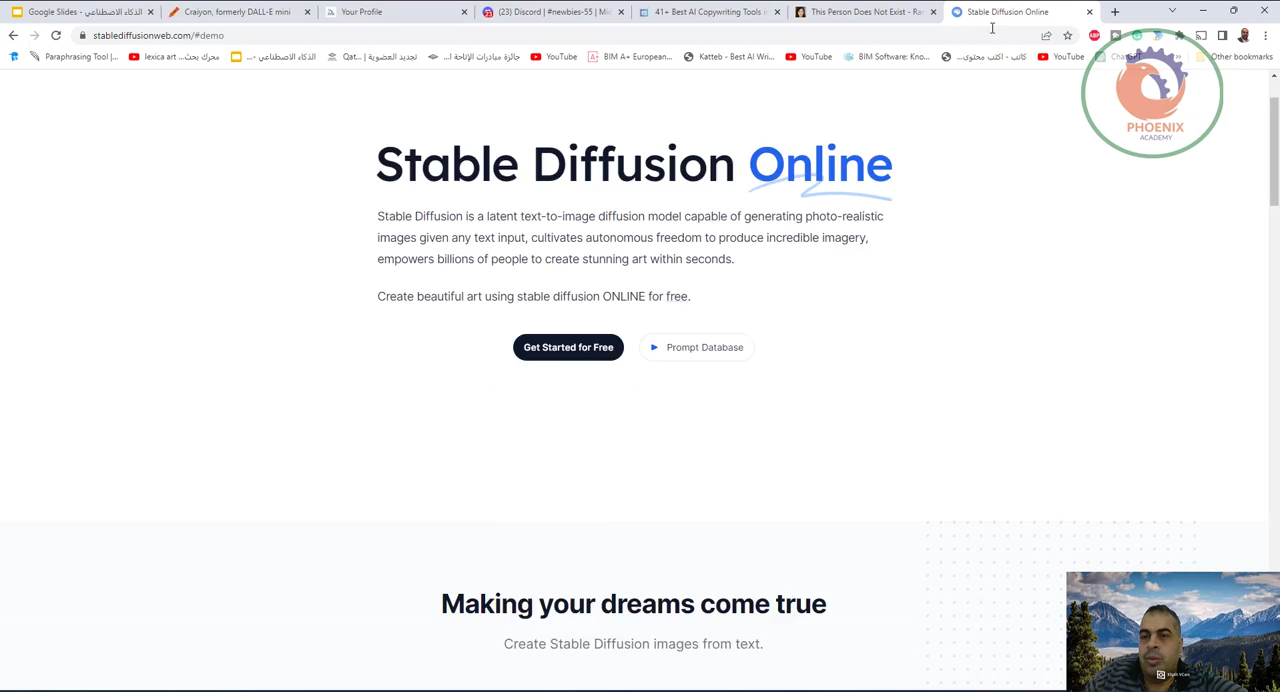 Google Slides - الذكاء الاصطناعي
Craiyon, formerly DALL-E mini
Your Profile
(23) Discord | #newbies-55 | Mic
41+ Best AI Copywriting Tools in
This Person Does Not Exist - Ra
Stable Diffusion Online
stablediffusionweb.com/#demo
Paraphrasing Tool |...
lexica art محرك بحث...
الذكاء الاصطناعي -...
تجديد العضوية | Qat...
جائزة مبادرات الإتاحة ا...
YouTube
BIM A+ European...
Katteb - Best AI Wri...
YouTube
BIM Software: Kno...
كاتب - اكتب محتوى...
YouTube
ChatGPT
Other bookmarks
PHOENIX
ACADEMY
Stable Diffusion Online
Stable Diffusion is a latent text-to-image diffusion model capable of generating photo-realistic
images given any text input, cultivates autonomous freedom to produce incredible imagery,
empowers billions of people to create stunning art within seconds.
Create beautiful art using stable diffusion ONLINE for free.
Get Started for Free
Prompt Database
Making your dreams come true
Create Stable Diffusion images from text.